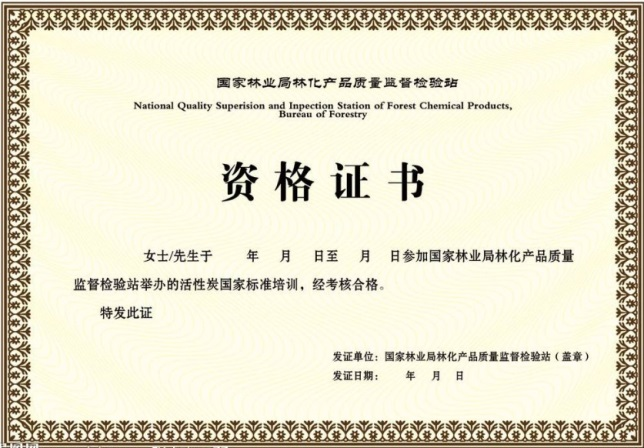 国家林业局林化产品质量监督检验站
National Quality Superision and Inpection Station of Forest Chemical Products,
Bureau of Forestry
资格证书
女士/先生于 年 月 日至 月 日参加国家林业局林化产品质量
监督检验站举办的活性炭国家标准培训，经考核合格。
特发此证
发证单位：国家林业局林化产品质量监督检验站（盖章）
发证日期： 年 月 日